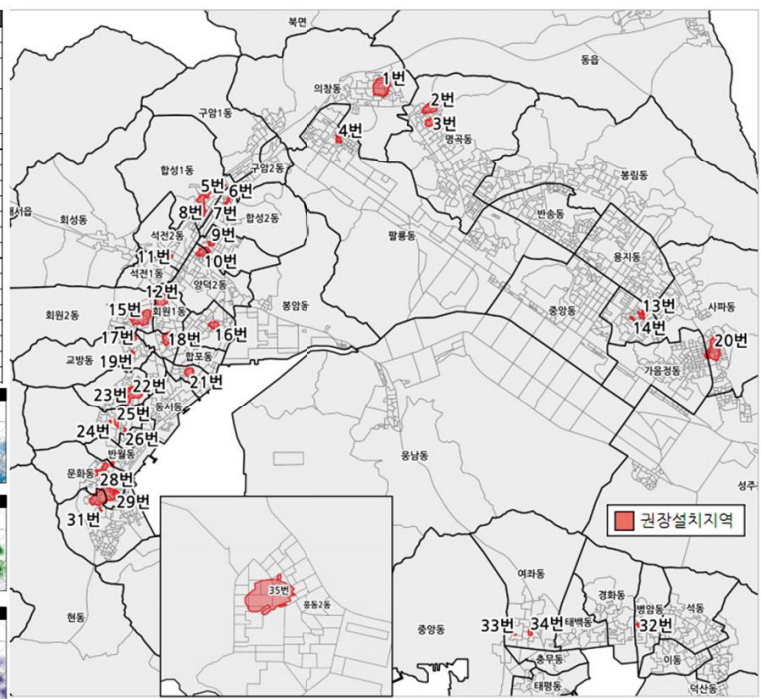 북면
동읍
의창동
1번
2번
3번
명곡동
4번
구암1동
구암2동
합성1동
5번
6번
7번
8번
합성2동
회성동
석전2동
9번
10번
11번
석전1동
양덕2동
팔룡동
봉림동
반송동
용지동
12번
15번
회원1동
회원2동
봉암동
중앙동
13번
14번
사파동
16번
17번
18번
19번
교방동
합포동
20번
가음정동
21번
22번
23번
동서동
25번
24번
26번
반월동
문화동
28번
29번
31번
웅남동
성주
권장설치지역
35번
웅동2동
현동
중앙동
여좌동
33번
34번
태백동
경화동
병암동
석동
32번
충무동
이동
태평동
덕산동